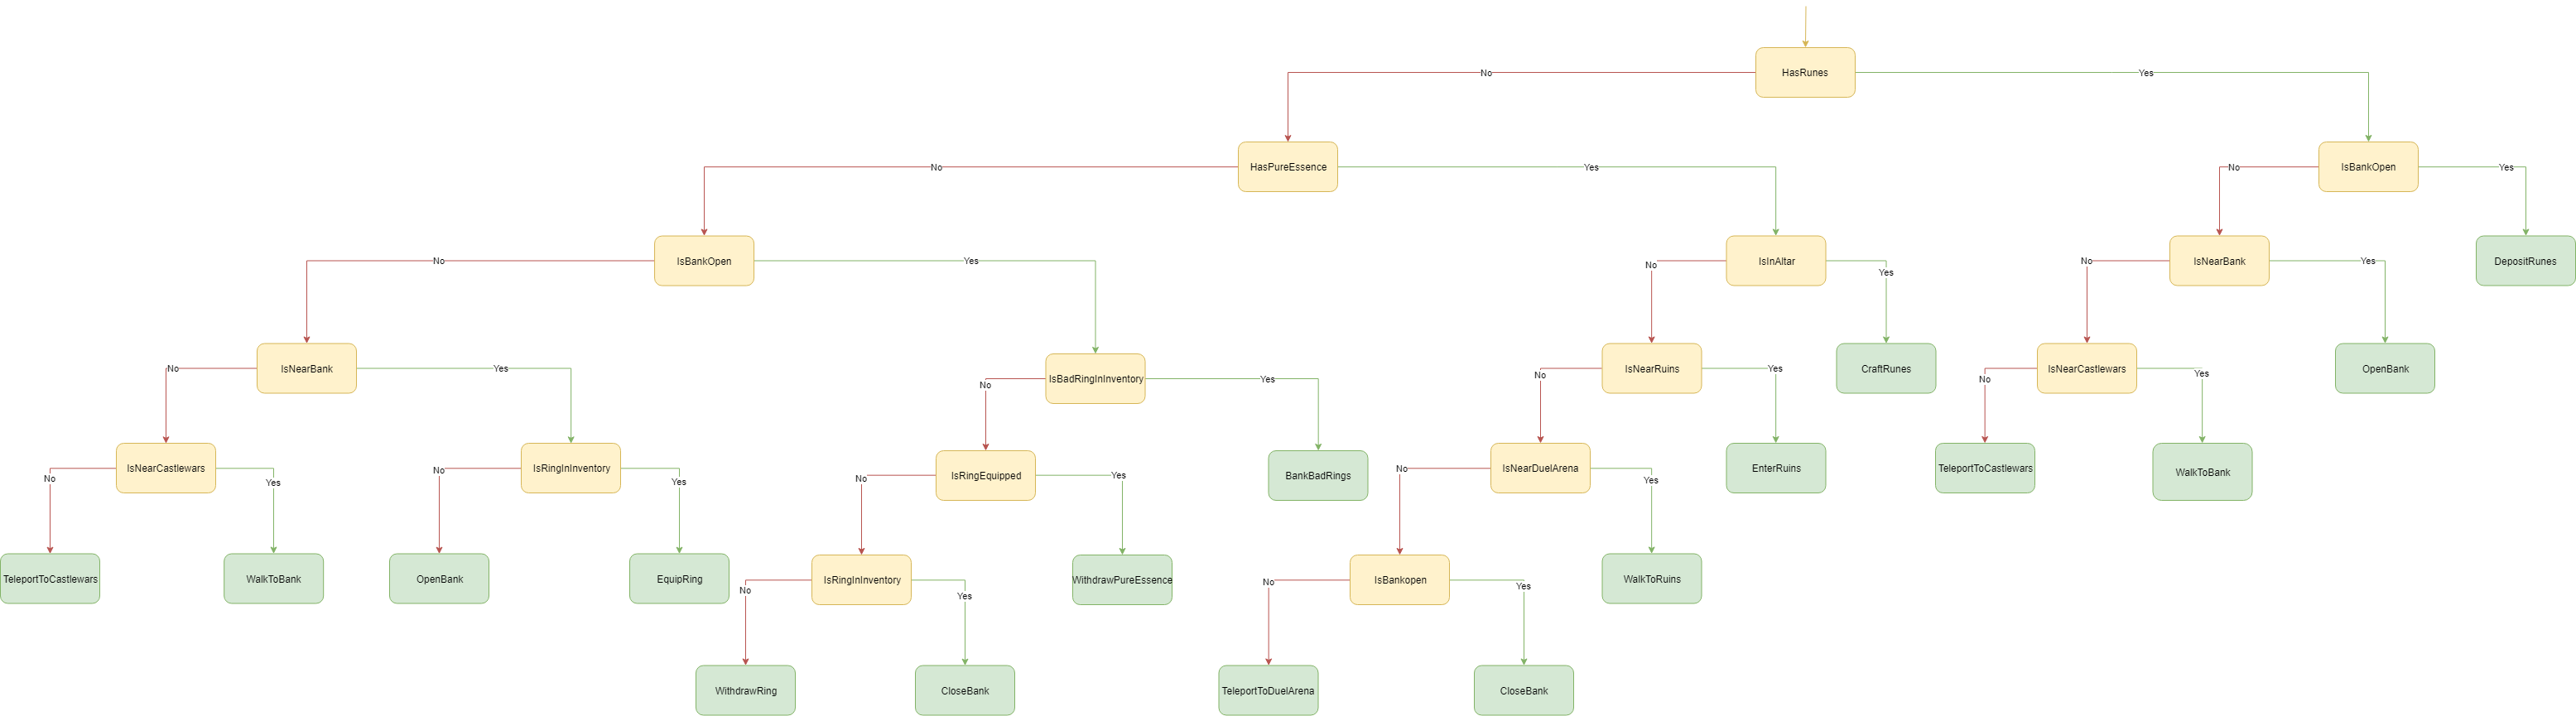 HasRunes
No
Yes
HasPureEssence
IsBankOpen
No
Yes
No
Yes
IsBankOpen
IsInAltar
IsNearBank
DepositRunes
No
Yes
No
Yes
No
Yes
IsNearBank
IsBadRingInInventory
IsNearRuins
CraftRunes
IsNearCastlewars
OpenBank
No
Yes
No
Yes
No
Yes
No
Yes
IsNearCastlewars
IsRingInInventory
IsRingEquipped
BankBadRings
IsNearDuelArena
EnterRuins
TeleportToCastlewars
WalkToBank
No
Yes
No
Yes
No
Yes
No
Yes
TeleportToCastlewars
WalkToBank
OpenBank
EquipRing
IsRingInInventory
WithdrawPureEssence
IsBankopen
WalkToRuins
No
Yes
No
Yes
WithdrawRing
CloseBank
TeleportToDuelArena
CloseBank